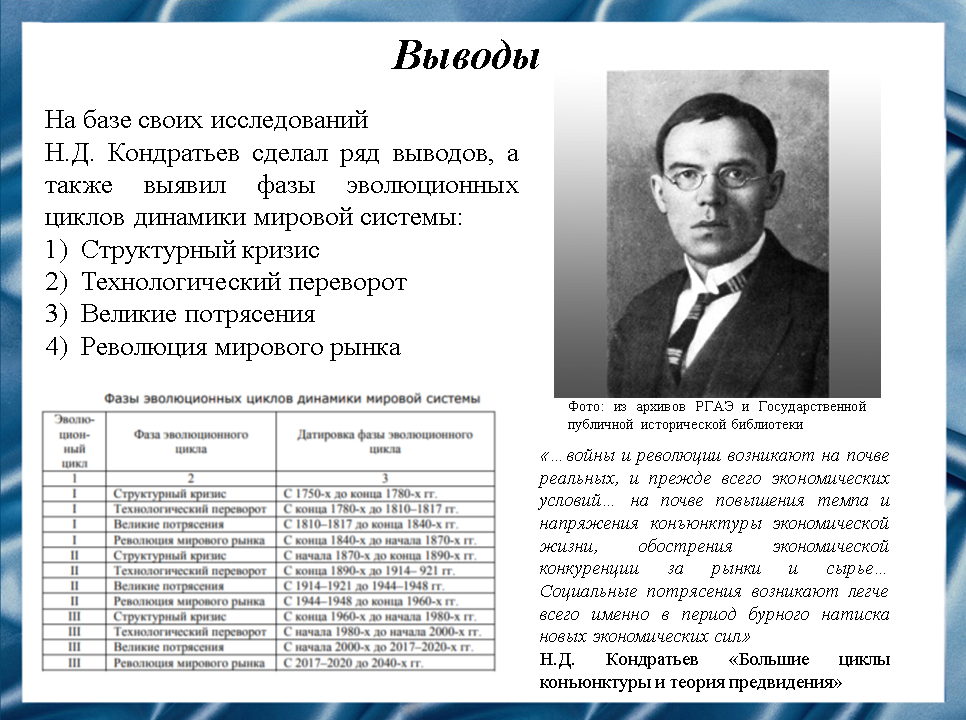 Выводы
На базе своих исследований
Н.Д. Кондратьев сделал ряд выводов, а
также выявил фазы эволюционных
циклов динамики мировой системы:
1) Структурный кризис
2) Технологический переворот
3) Великие потрясения
4) Революция мирового рынка
Фазы эволюционных циклов динамики мировой системы
Эволю-
цион-
ный
цикл
Фаза эволюционного
цикла
Датировка фазы эволюционного
цикла
1 2 3
I Структурный кризис С 1750-х до конца 1780-х гг.
I Технологический переворот С конца 1780-х до 1810–1817 гг.
I Великие потрясения С 1810–1817 до конца 1840-х гг.
I Революция мирового рынка С конца 1840-х до начала 1870-х гг.
II Структурный кризис С начала 1870-х до конца 1890-х гг.
II Технологический переворот С конца 1890-х до 1914– 921 гг.
II Великие потрясения С 1914–1921 до 1944–1948 гг.
II Революция мирового рынка С 1944–1948 до конца 1960-х гг.
III Структурный кризис С конца 1960-х до начала 1980-х гг.
III Технологический переворот С начала 1980-х до начала 2000-х гг.
III Великие потрясения С начала 2000-х до 2017–2020-х гг.
III Революция мирового рынка С 2017–2020 до 2040-х гг.
Фото: из архивов РГАЭ и Государственной
публичной исторической библиотеки
«…войны и революции возникают на почве
реальных, и прежде всего экономических
условий… на почве повышения темпа и
напряжения конъюнктуры экономической
жизни, обострения экономической
конкуренции за рынки и сырье…
Социальные потрясения возникают легче
всего именно в период бурного натиска
новых экономических сил»
Н.Д. Кондратьев «Большие циклы
конъюнктуры и теория предвидения»